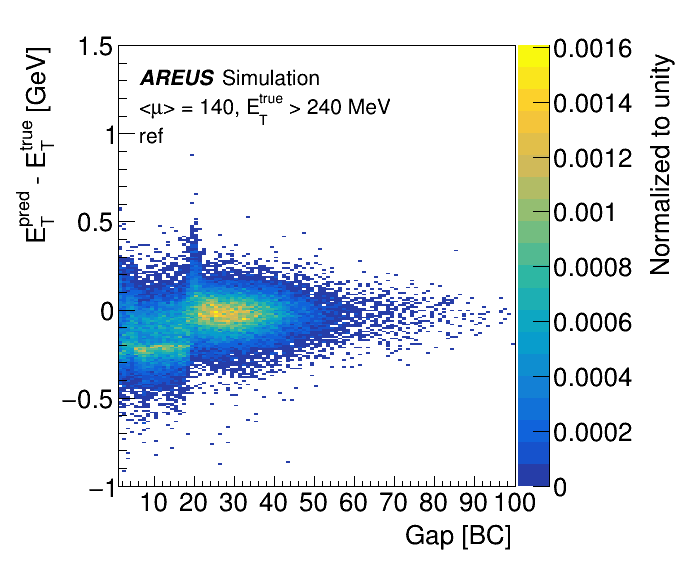 AREUS Simulation
<μ> = 140, E_T^true > 240 MeV
ref
E_T^pred - E_T^true [GeV]
1.5
1
0.5
0
−0.5
−1
10 20 30 40 50 60 70 80 90 100
Gap [BC]
0.0016
0.0014
0.0012
0.001
0.0008
0.0006
0.0004
0.0002
0
Normalized to unity